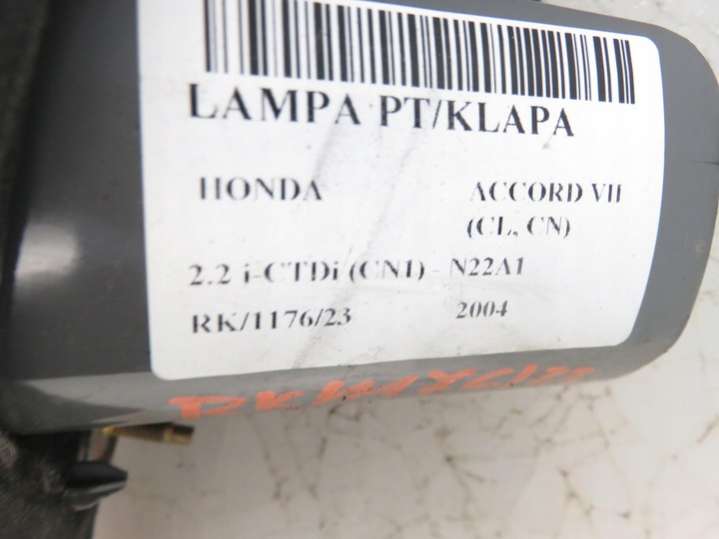 LAMPA PT/KLAPA
HONDA ACCORD VII
(CL, CN)
2.2 i-CTDi (CN1) - N22A1
RK/1176/23 2004